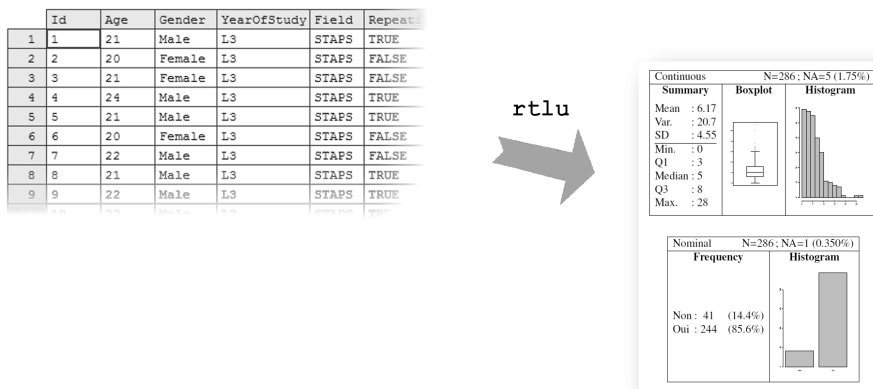 Id Age Gender YearOfStudy Field
1 1 21 Male L3 STAPS TRUE
2 2 20 Female L3 STAPS FALSE
3 3 21 Female L3 STAPS FALSE
4 4 24 Male L3 STAPS TRUE
5 5 21 Male L3 STAPS TRUE
6 6 20 Female L3 STAPS FALSE
7 7 22 Male L3 STAPS FALSE
8 8 21 Male L3 STAPS TRUE
9 9 22 Male L3 STAPS TRUE
rtlu
Continuous N=286 ; NA=5 (1.75%)
Summary Boxplot Histogram
Mean : 6.17
Var. : 20.7
SD : 4.55
Min. : 0
Q1 : 3
Median : 5
Q3 : 8
Max. : 28
Nominal N=286 ; NA=1 (0.350%)
Frequency Histogram
Non : 41 (14.4%)
Oui : 244 (85.6%)